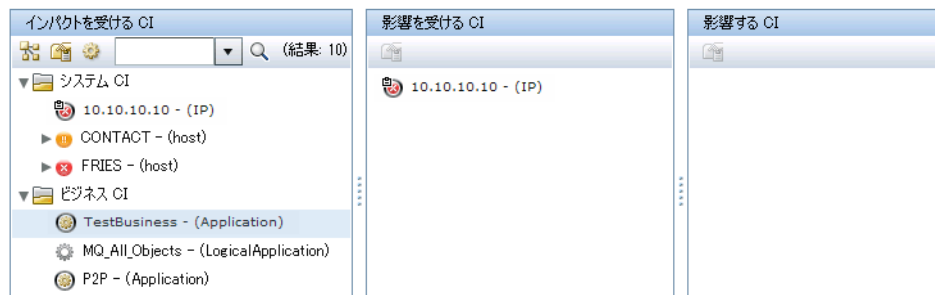 インパクトを受ける CI
(結果: 10)
システム CI
10.10.10.10 - (IP)
CONTACT - (host)
FRIES - (host)
ビジネス CI
TestBusiness - (Application)
MQ_All_Objects - (LogicalApplication)
P2P - (Application)
影響を受ける CI
10.10.10.10 - (IP)
影響する CI